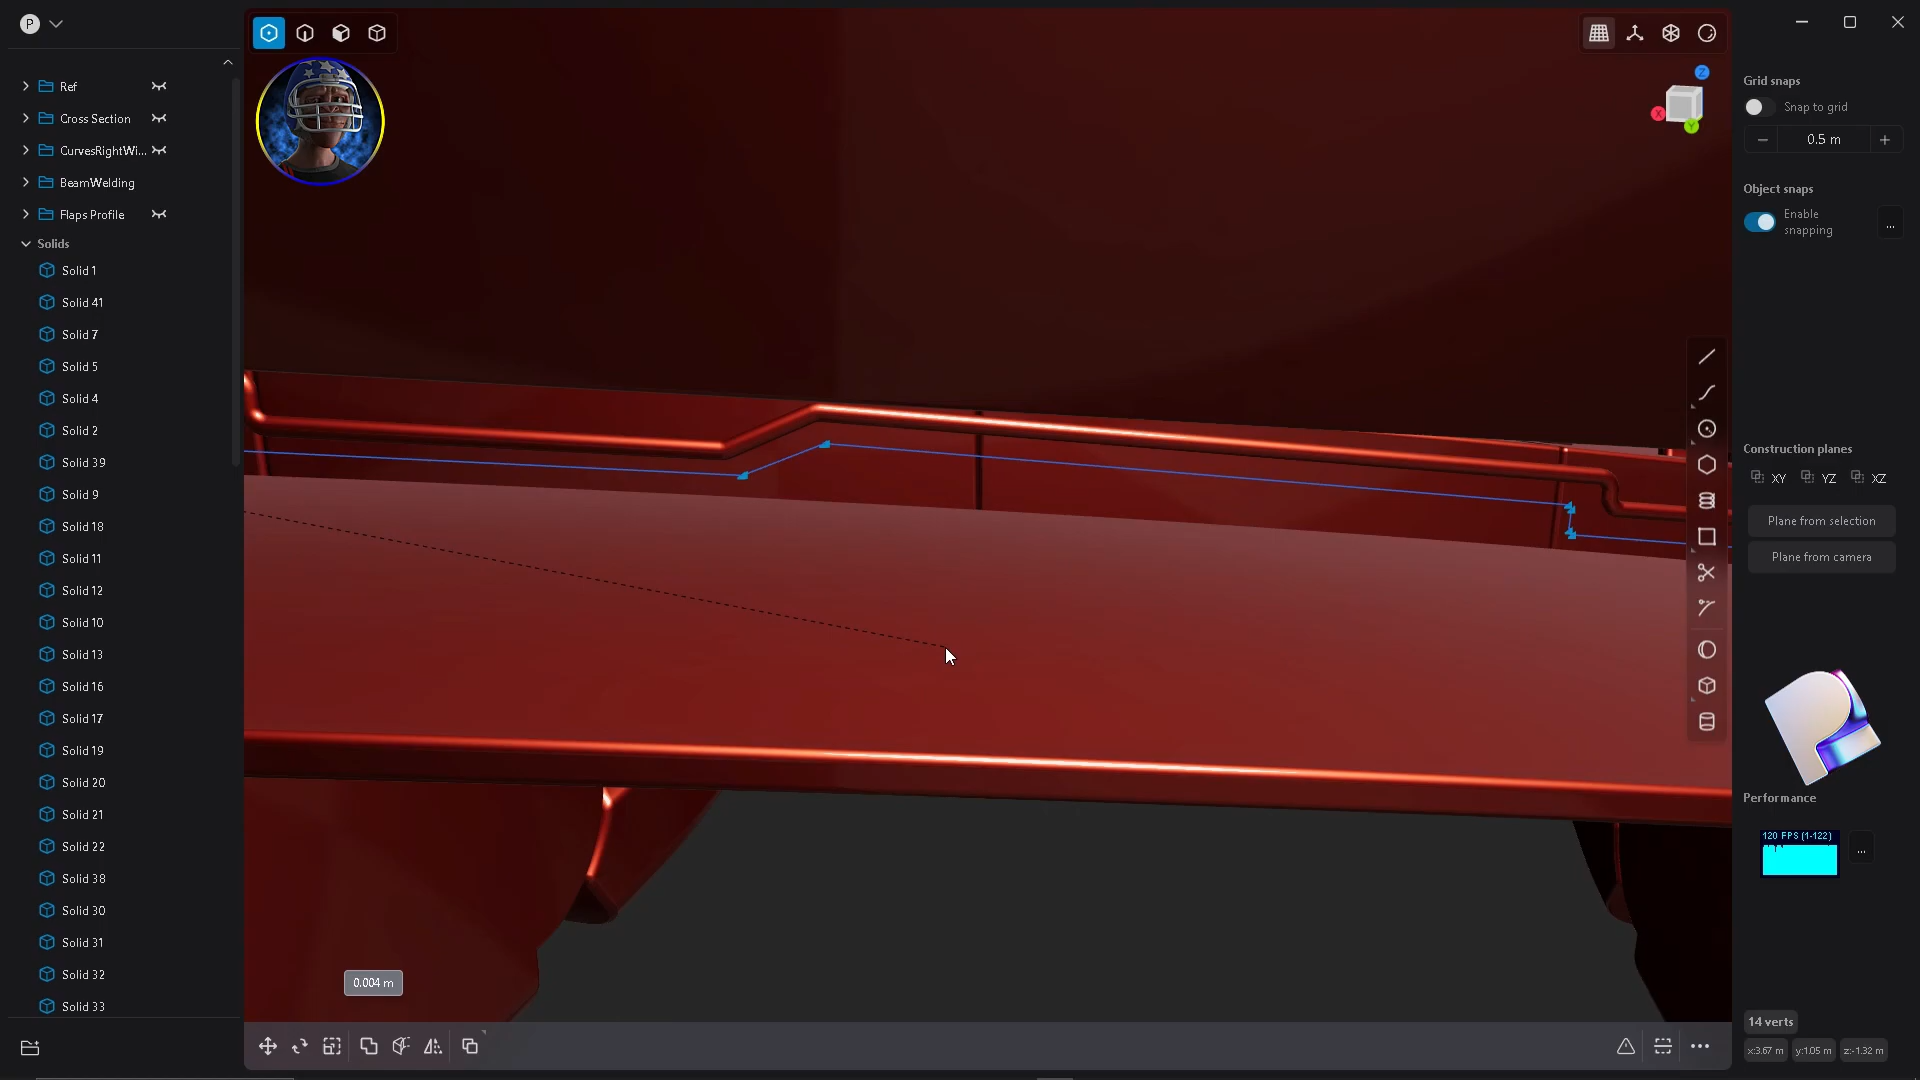 P
Ref
Cross Section
CurvesRightWi...
BeamWelding
Flaps Profile
Solids
Solid 1
Solid 41
Solid 7
Solid 5
Solid 4
Solid 2
Solid 39
Solid 9
Solid 18
Solid 11
Solid 12
Solid 10
Solid 13
Solid 16
Solid 17
Solid 19
Solid 20
Solid 21
Solid 22
Solid 38
Solid 30
Solid 31
Solid 32
Solid 33
0.004 m
Z
X
Y
Grid snaps
Snap to grid
0.5 m
Object snaps
Enable
snapping
...
Construction planes
XY YZ XZ
Plane from selection
Plane from camera
Performance
120 FPS (1-122)
...
14 verts
x:3.67 m y:1.05 m z:-1.32 m